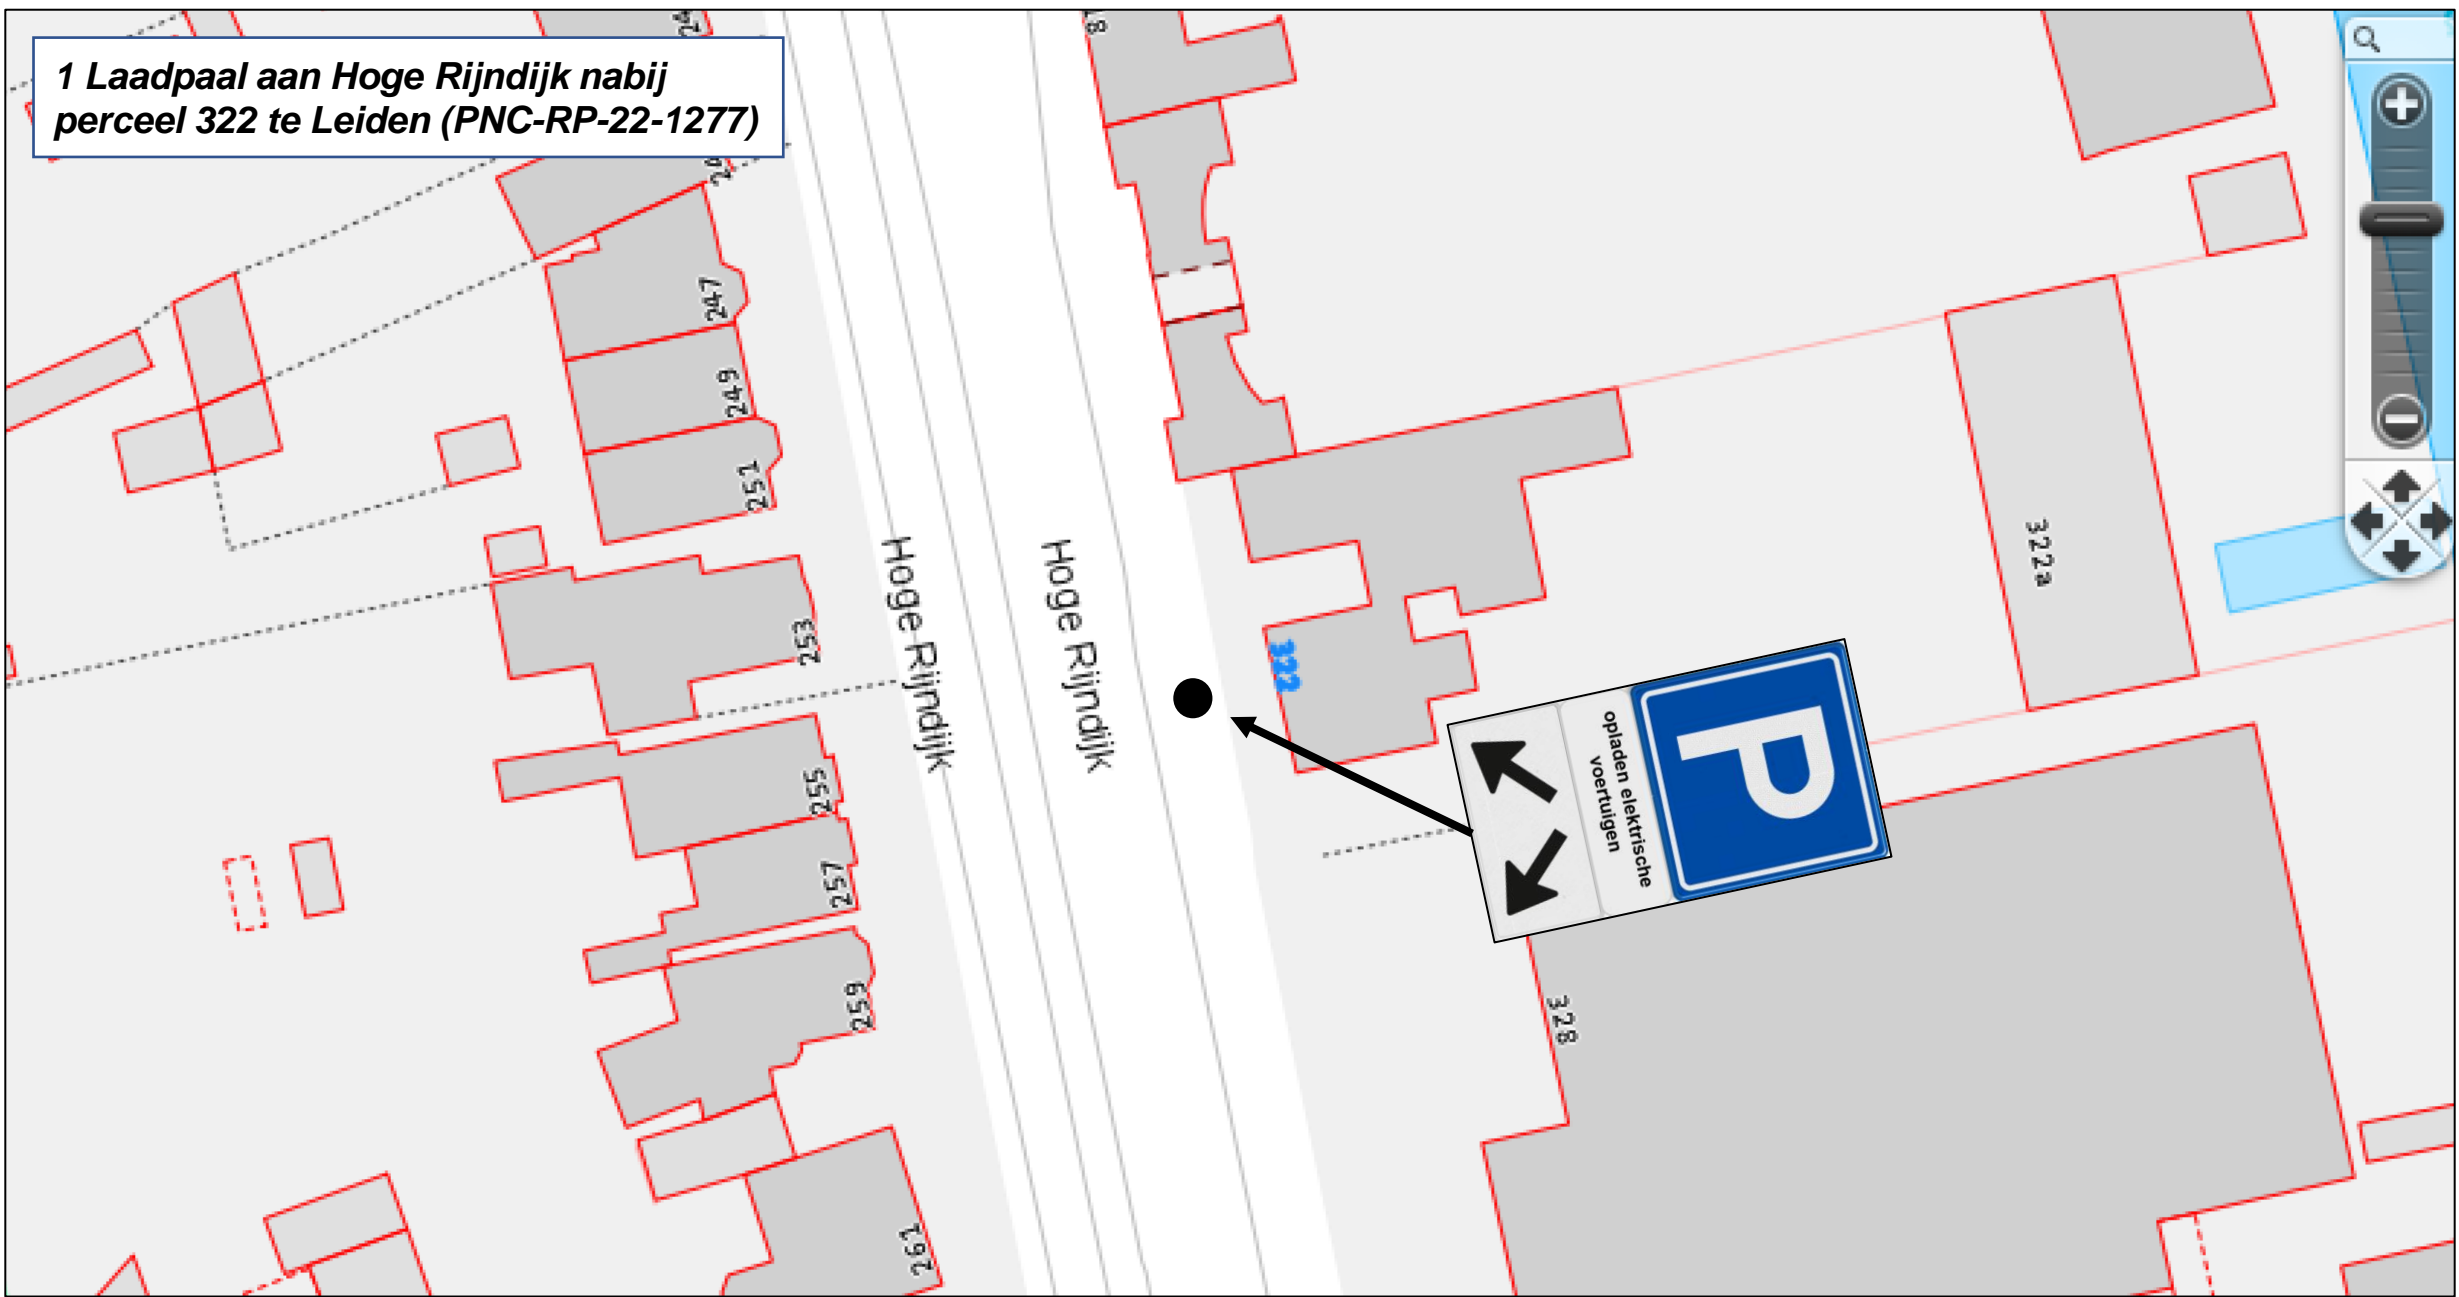 1 Laadpaal aan Hoge Rijndijk nabij
perceel 322 te Leiden (PNC-RP-22-1277)
247
249
251
253
255
257
259
261
Hoge Rijndijk
Hoge Rijndijk
322
322a
328
P
opladen elektrische
voertuigen